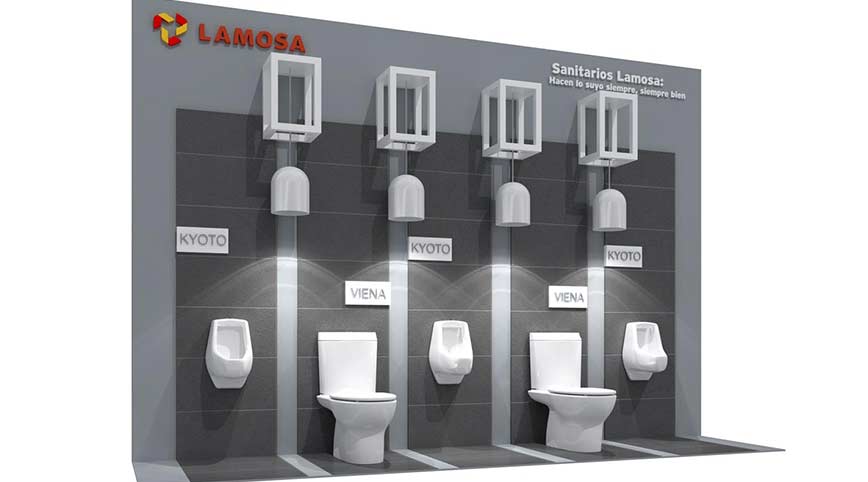 LAMOSA
Sanitarios Lamosa:
Hacen lo suyo siempre, siempre bien
KYOTO
KYOTO
KYOTO
VIENA
VIENA